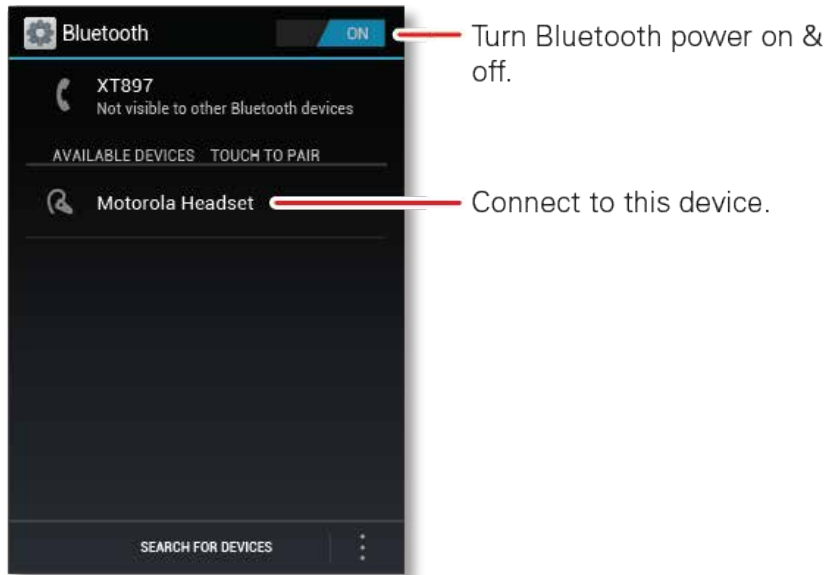 Bluetooth
ON
Turn Bluetooth power on &
off.
XT897
Not visible to other Bluetooth devices
AVAILABLE DEVICES TOUCH TO PAIR
Motorola Headset
Connect to this device.
SEARCH FOR DEVICES